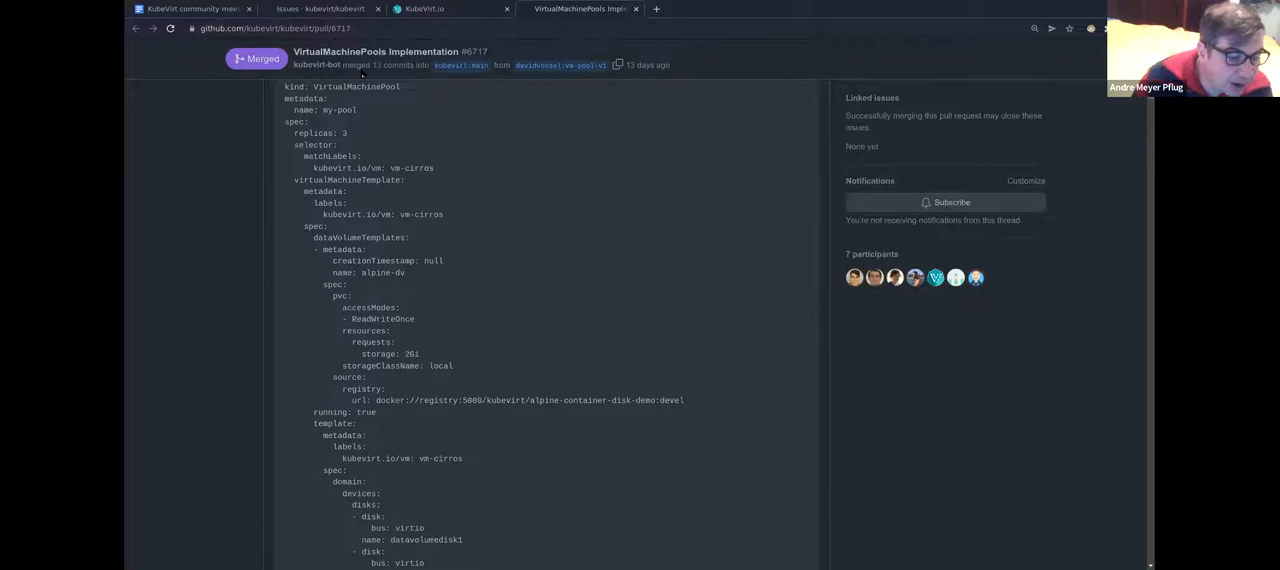 KubeVirt community mee
Issues · kubevirt/kubevirt
KubeVirt.io
VirtualMachinePools Imple
github.com/kubevirt/kubevirt/pull/6717
Merged
VirtualMachinePools Implementation #6717
kubevirt-bot merged 13 commits into kubevirt:main from davidvossel:vm-pool-v1 13 days ago
Andre Meyer Pflug
kind: VirtualMachinePool
metadata:
name: my-pool
spec:
replicas: 3
selector:
matchLabels:
kubevirt.io/vm: vm-cirros
virtualMachineTemplate:
metadata:
labels:
kubevirt.io/vm: vm-cirros
spec:
dataVolumeTemplates:
- metadata:
creationTimestamp: null
name: alpine-dv
spec:
pvc:
accessModes:
- ReadWriteOnce
resources:
requests:
storage: 2Gi
storageClassName: local
source:
registry:
url: docker://registry:5000/kubevirt/alpine-container-disk-demo:devel
running: true
template:
metadata:
labels:
kubevirt.io/vm: vm-cirros
spec:
domain:
devices:
disks:
- disk:
bus: virtio
name: datavolumedisk1
- disk:
bus: virtio
Linked issues
Successfully merging this pull request may close these
issues.
None yet
Notifications
Customize
Subscribe
You're not receiving notifications from this thread.
7 participants